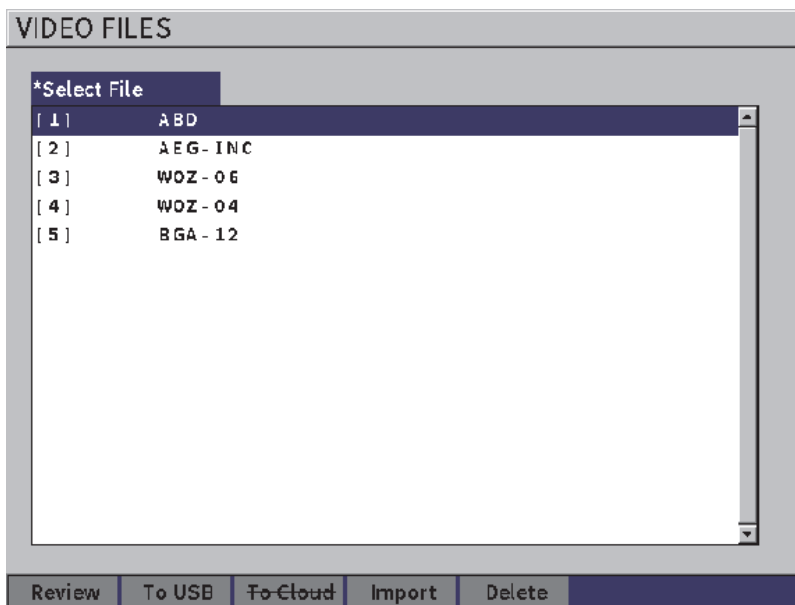 VIDEO FILES
*Select File
[1] ABD
[2] AEG-INC
[3] WOZ-06
[4] WOZ-04
[5] BGA-12
Review To USB To Cloud Import Delete